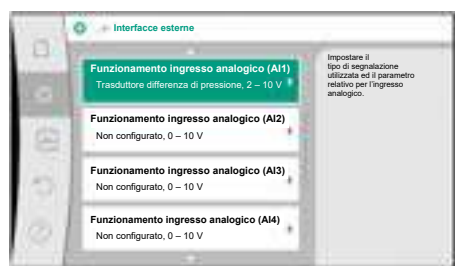 Interfacce esterne
Funzionamento ingresso analogico (AI1)
Trasduttore differenza di pressione, 2 – 10 V
Funzionamento ingresso analogico (AI2)
Non configurato, 0 – 10 V
Funzionamento ingresso analogico (AI3)
Non configurato, 0 – 10 V
Funzionamento ingresso analogico (AI4)
Non configurato, 0 – 10 V
Impostare il
tipo di segnalazione
utilizzata ed il parametro
relativo per l'ingresso
analogico.